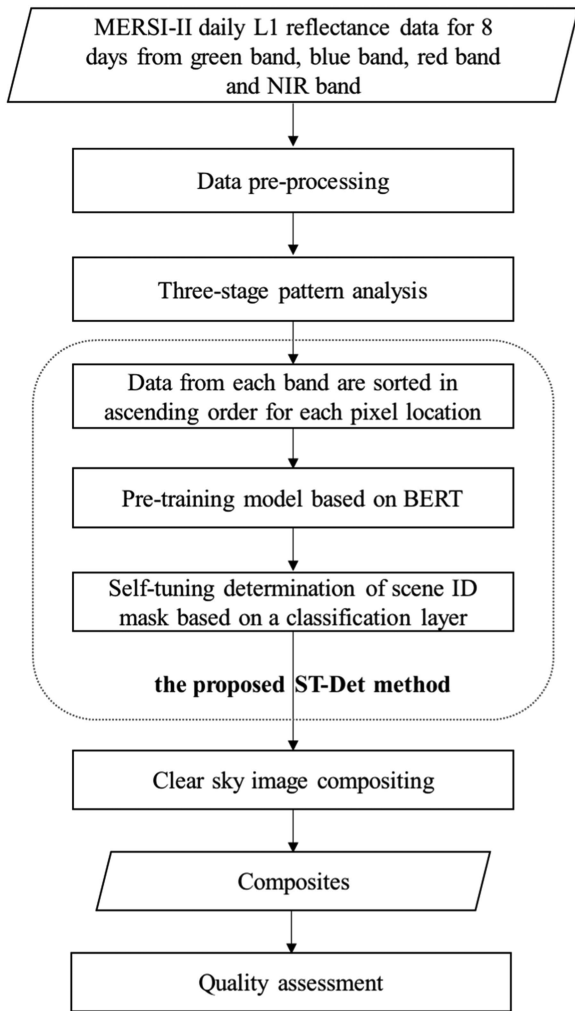 MERSI-II daily L1 reflectance data for 8
days from green band, blue band, red band
and NIR band
Data pre-processing
Three-stage pattern analysis
Data from each band are sorted in
ascending order for each pixel location
Pre-training model based on BERT
Self-tuning determination of scene ID
mask based on a classification layer
the proposed ST-Det method
Clear sky image compositing
Composites
Quality assessment